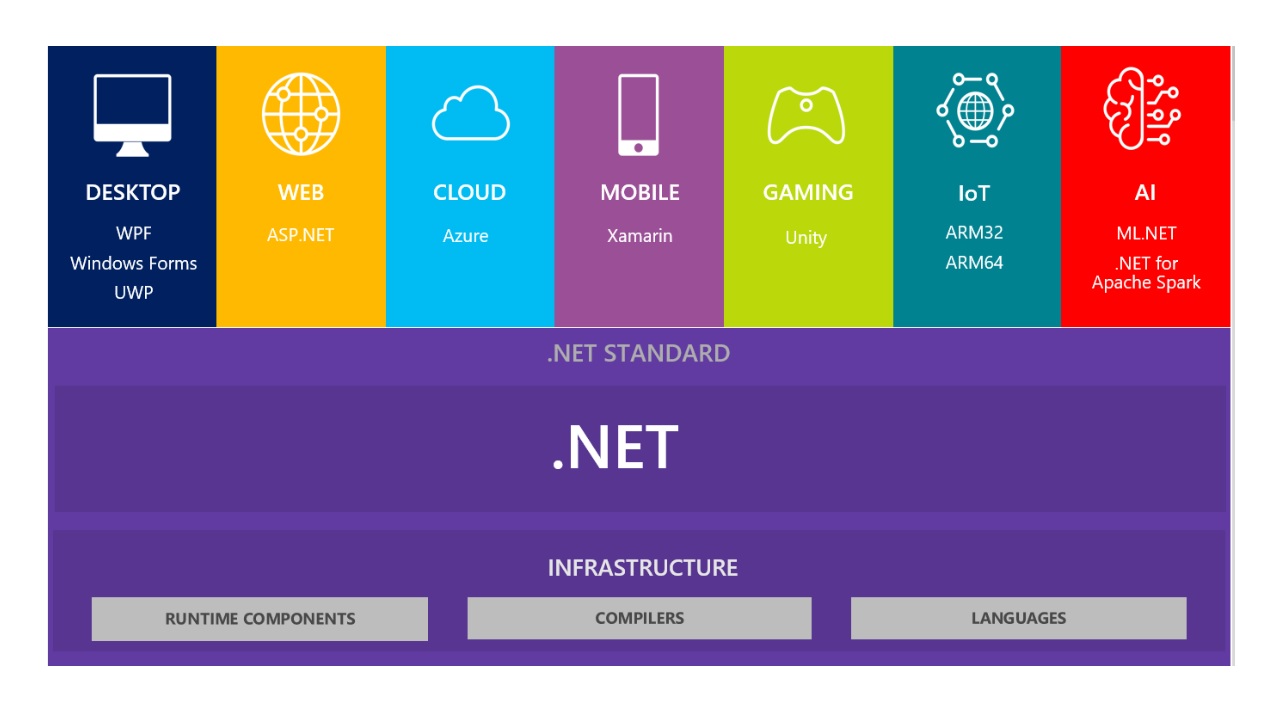 DESKTOP
WPF
Windows Forms
UWP
WEB
ASP.NET
CLOUD
Azure
MOBILE
Xamarin
GAMING
Unity
IoT
ARM32
ARM64
AI
ML.NET
.NET for
Apache Spark
.NET STANDARD
.NET
INFRASTRUCTURE
RUNTIME COMPONENTS
COMPILERS
LANGUAGES